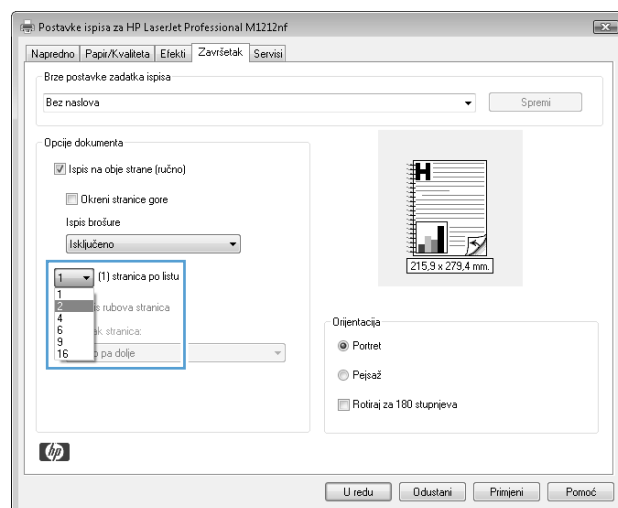 Postavke ispisa za HP LaserJet Professional M1212nf
Napredno Papir/Kvaliteta Efekti Završetak Servisi
Brze postavke zadatka ispisa
Bez naslova
Spremi
Opcije dokumenta
Ispis na obje strane (ručno)
Okreni stranice gore
Ispis brošure
Isključeno
1 (1) stranica po listu
1
2 rubova stranica
4
6 stranica:
9
16 pa dolje
H
215,9 x 279,4 mm.
Orijentacija
Portret
Pejsaž
Rotiraj za 180 stupnjeva
hp
U redu Odustani Primijeni Pomoć